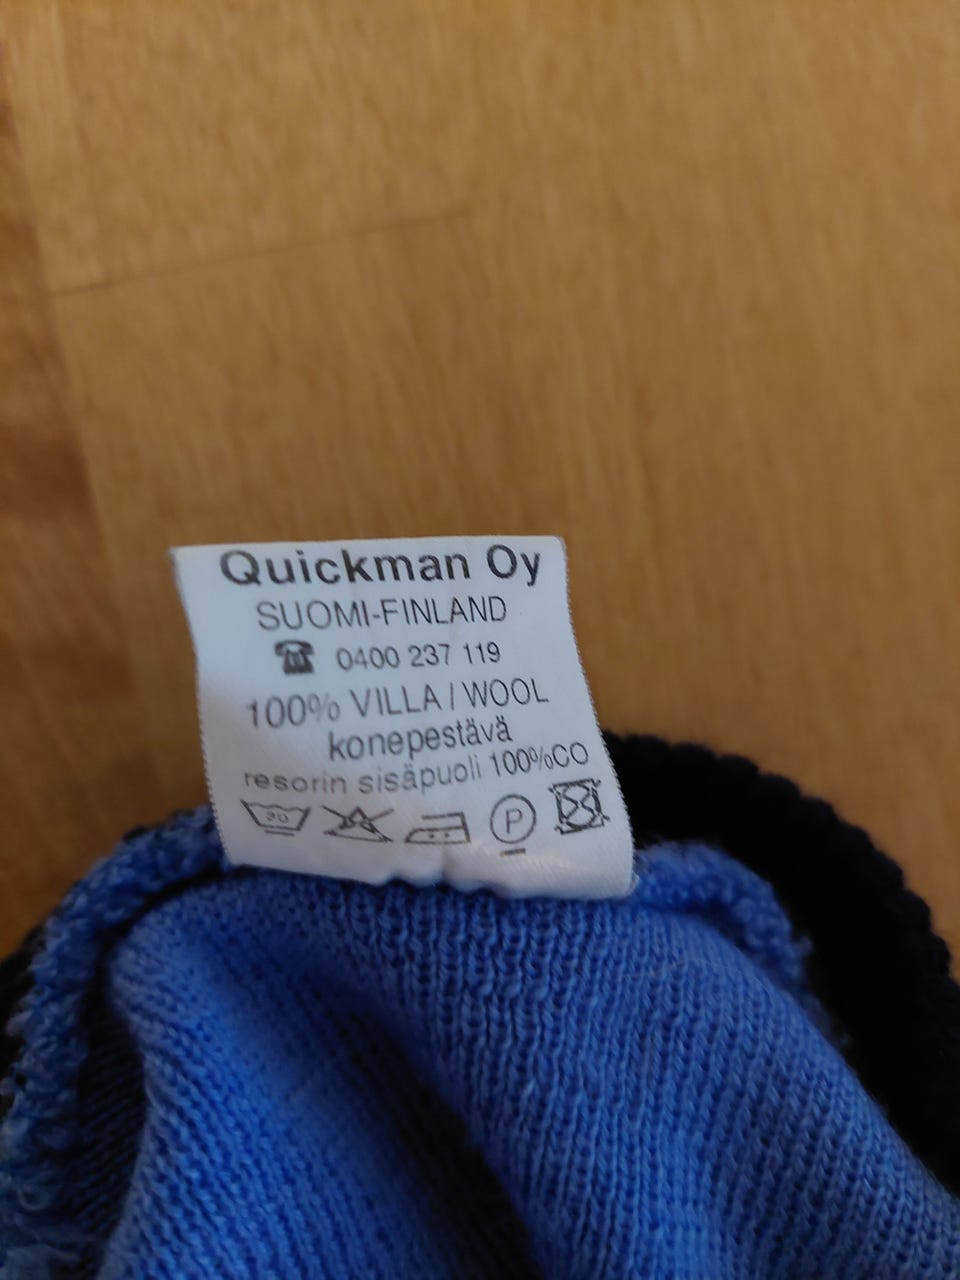 Quickman Oy
SUOMI-FINLAND
0400 237 119
100% VILLA / WOOL
konepestävä
resorin sisäpuoli 100%CO
30 P